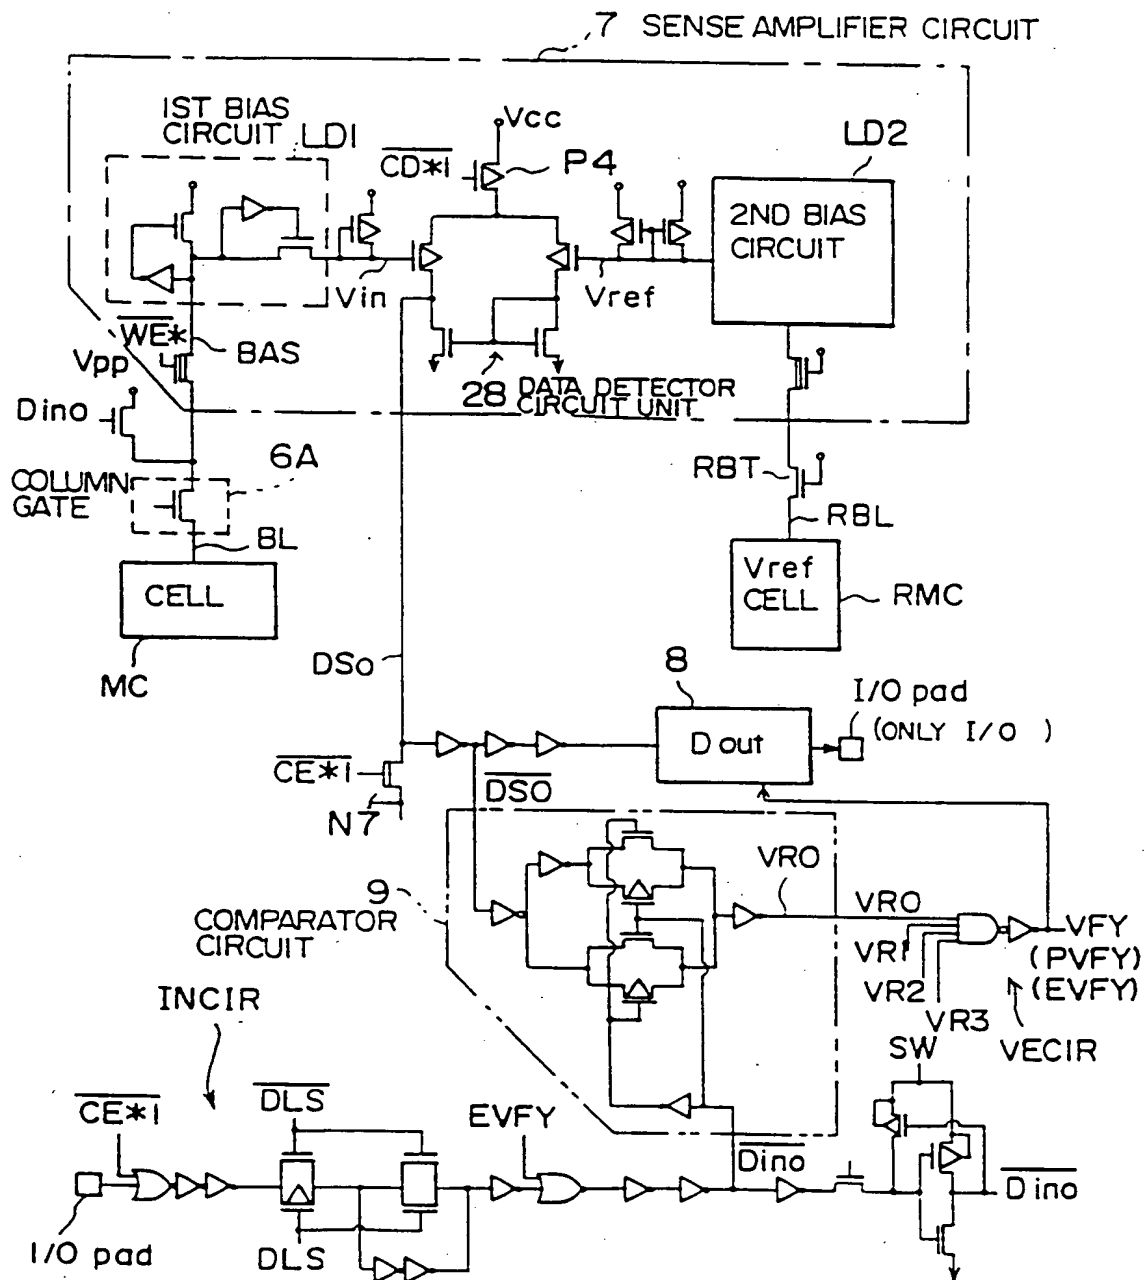 7 SENSE AMPLIFIER CIRCUIT
1ST BIAS
CIRCUIT LD1
Vcc
CD*1
P4
LD2
2ND BIAS
CIRCUIT
Vin
Vref
WE*
Vpp
BAS
28 DATA DETECTOR
CIRCUIT UNIT
Dino
6A
COLUMN
GATE
RBT
BL
RBL
CELL
Vref
CELL
RMC
MC
DSo
8
I/O pad
(ONLY I/O )
Dout
CE*1
DSO
N7
9
COMPARATOR
CIRCUIT
VRO
VRO
VR1
VR2
VR3
VFY
(PVFY)
(EVFY)
INCIR
SW
VECIR
CE*1
DLS
EVFY
Dino
Dino
I/O pad
DLS